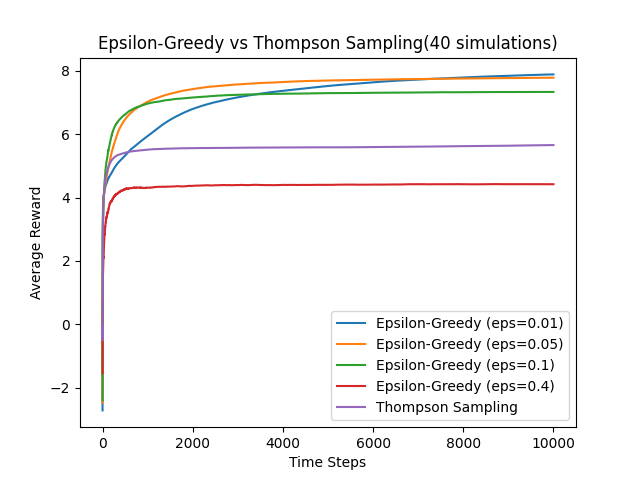 Epsilon-Greedy vs Thompson Sampling(40 simulations)
8
6
4
2
0
−2
Average Reward
0 2000 4000 6000 8000 10000
Time Steps
Epsilon-Greedy (eps=0.01)
Epsilon-Greedy (eps=0.05)
Epsilon-Greedy (eps=0.1)
Epsilon-Greedy (eps=0.4)
Thompson Sampling